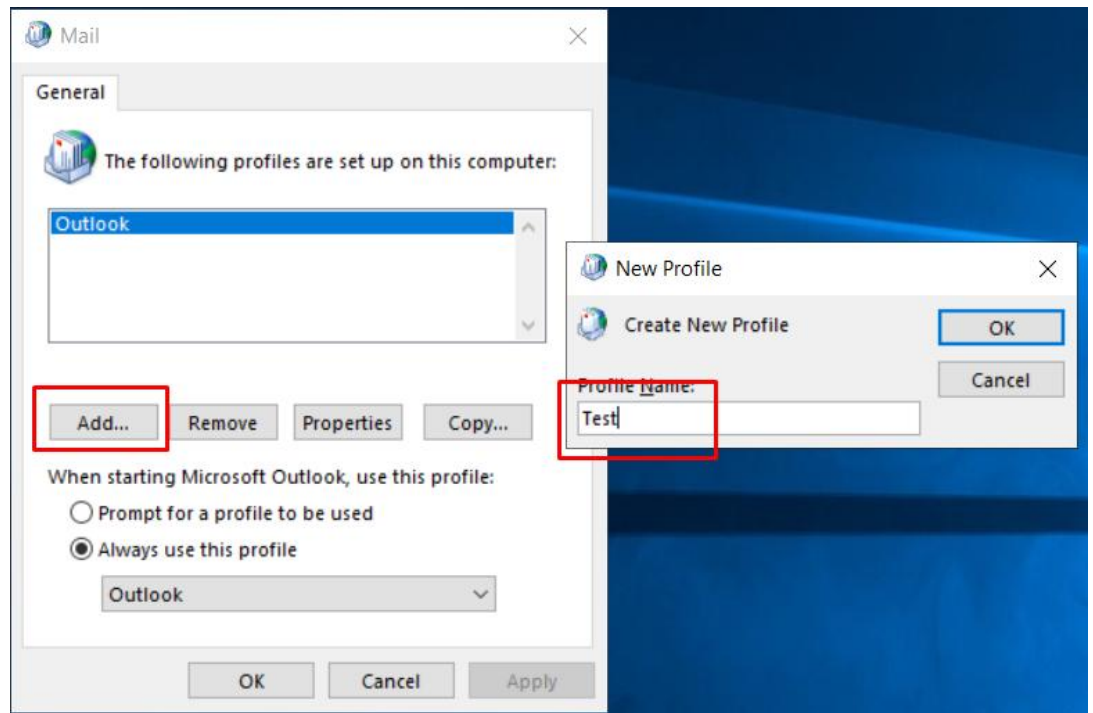 Mail
General
The following profiles are set up on this computer:
Outlook
Add... Remove Properties Copy...
When starting Microsoft Outlook, use this profile:
Prompt for a profile to be used
Always use this profile
Outlook
OK Cancel Apply
New Profile
Create New Profile
OK
Cancel
Profile Name:
Test